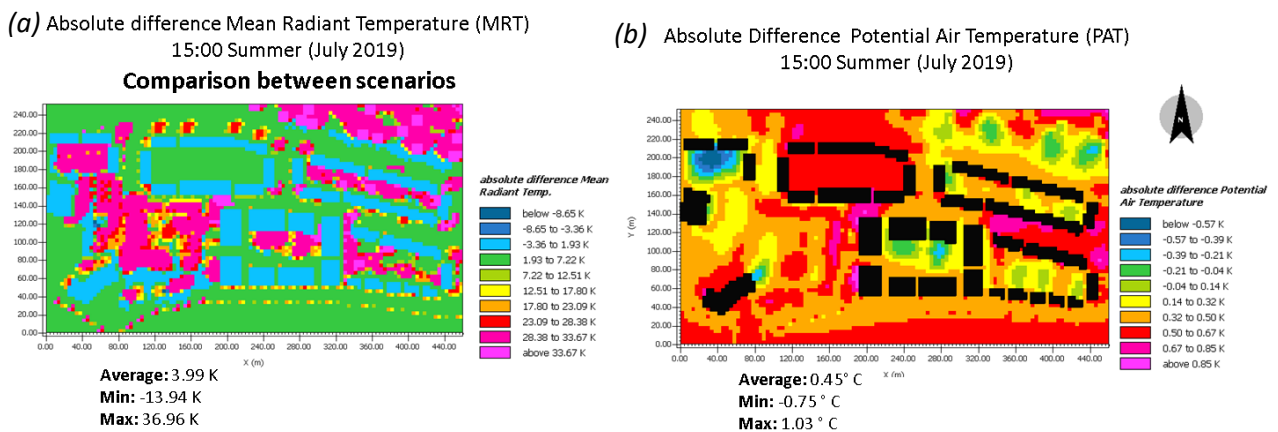 (a) Absolute difference Mean Radiant Temperature (MRT)
15:00 Summer (July 2019)
Comparison between scenarios
240.00
220.00
200.00
180.00
160.00
140.00
120.00
100.00
80.00
60.00
40.00
20.00
0.00
0.00 40.00 80.00 120.00 160.00 200.00 240.00 280.00 320.00 360.00 400.00 440.00
X (m)
absolute difference Mean
Radiant Temp.
below -8.65 K
-8.65 to -3.36 K
-3.36 to 1.93 K
1.93 to 7.22 K
7.22 to 12.51 K
12.51 to 17.80 K
17.80 to 23.09 K
23.09 to 28.38 K
28.38 to 33.67 K
above 33.67 K
Average: 3.99 K
Min: -13.94 K
Max: 36.96 K
(b) Absolute Difference Potential Air Temperature (PAT)
15:00 Summer (July 2019)
N
240.00
220.00
200.00
180.00
160.00
140.00
120.00
100.00
80.00
60.00
40.00
20.00
0.00
Y (m)
0.00 40.00 80.00 120.00 160.00 200.00 240.00 280.00 320.00 360.00 400.00 440.00
X (m)
absolute difference Potential
Air Temperature
below -0.57 K
-0.57 to -0.39 K
-0.39 to -0.21 K
-0.21 to -0.04 K
-0.04 to 0.14 K
0.14 to 0.32 K
0.32 to 0.50 K
0.50 to 0.67 K
0.67 to 0.85 K
above 0.85 K
Average: 0.45° C
Min: -0.75 ° C
Max: 1.03 ° C